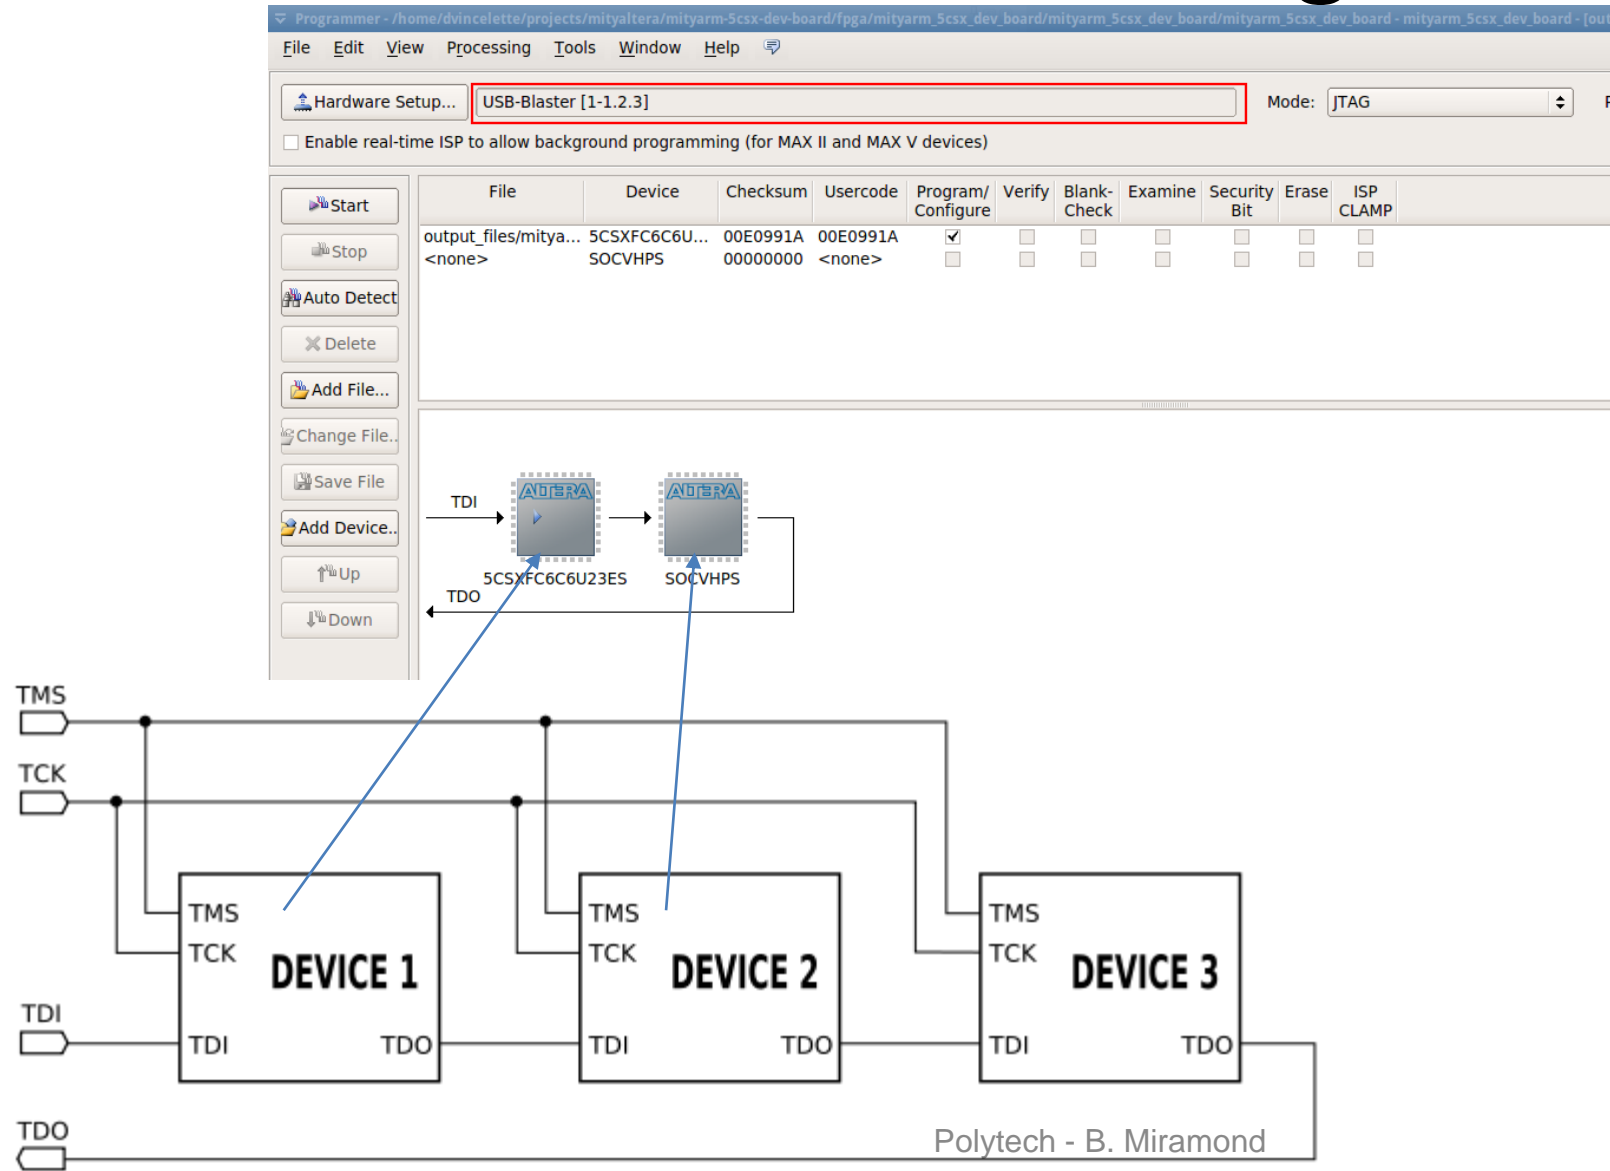 Programmer - /home/dvincelette/projects/mityaltera/mityarm-5csx-dev-board/fpga/mityarm_5csx_dev_board/mityarm_5csx_dev_board/mityarm_5csx_dev_board - mityarm_5csx_dev_board - [out
File Edit View Processing Tools Window Help
Hardware Setup... USB-Blaster [1-1.2.3] Mode: JTAG
Enable real-time ISP to allow background programming (for MAX II and MAX V devices)
File Device Checksum Usercode Program/ Verify Blank- Examine Security Erase ISP
Configure Check Bit CLAMP
output_files/mitya... 5CSXFC6C6U... 00E0991A 00E0991A
<none> SOCVHPS 00000000 <none>
Start
Stop
Auto Detect
Delete
Add File...
Change File..
Save File
Add Device..
Up
Down
ALTERA ALTERA
TDI
5CSXFC6C6U23ES SOCVHPS
TDO
TMS
TCK
TMS TMS TMS
TCK TCK TCK
DEVICE 1 DEVICE 2 DEVICE 3
TDI
TDI TDO TDI TDO TDI TDO
TDO
Polytech - B. Miramond